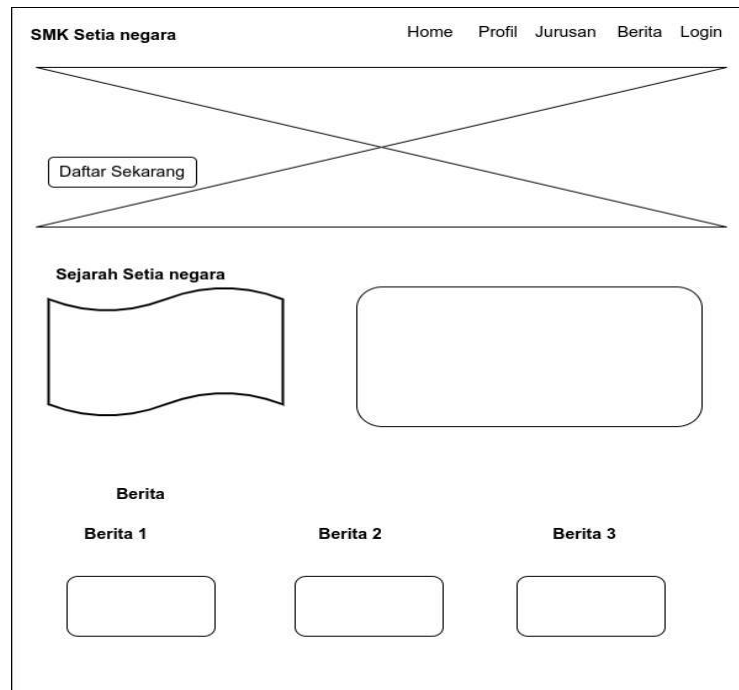 SMK Setia negara Home Profil Jurusan Berita Login
Daftar Sekarang
Sejarah Setia negara
Berita
Berita 1 Berita 2 Berita 3